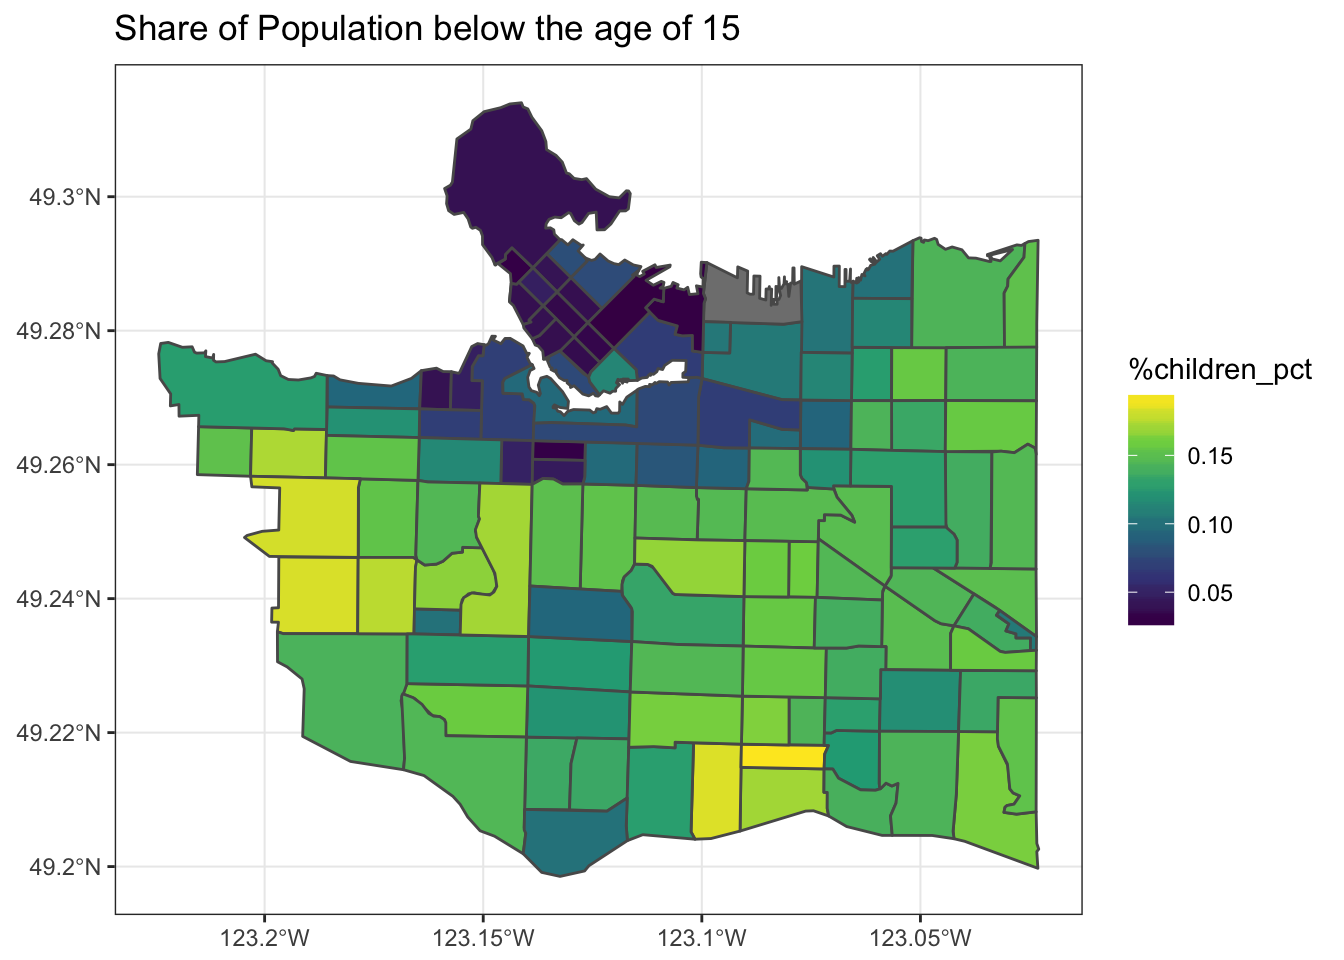 Share of Population below the age of 15
49.3°N
49.28°N
49.26°N
49.24°N
49.22°N
49.2°N
123.2°W
123.15°W
123.1°W
123.05°W
%children_pct
0.15
0.10
0.05